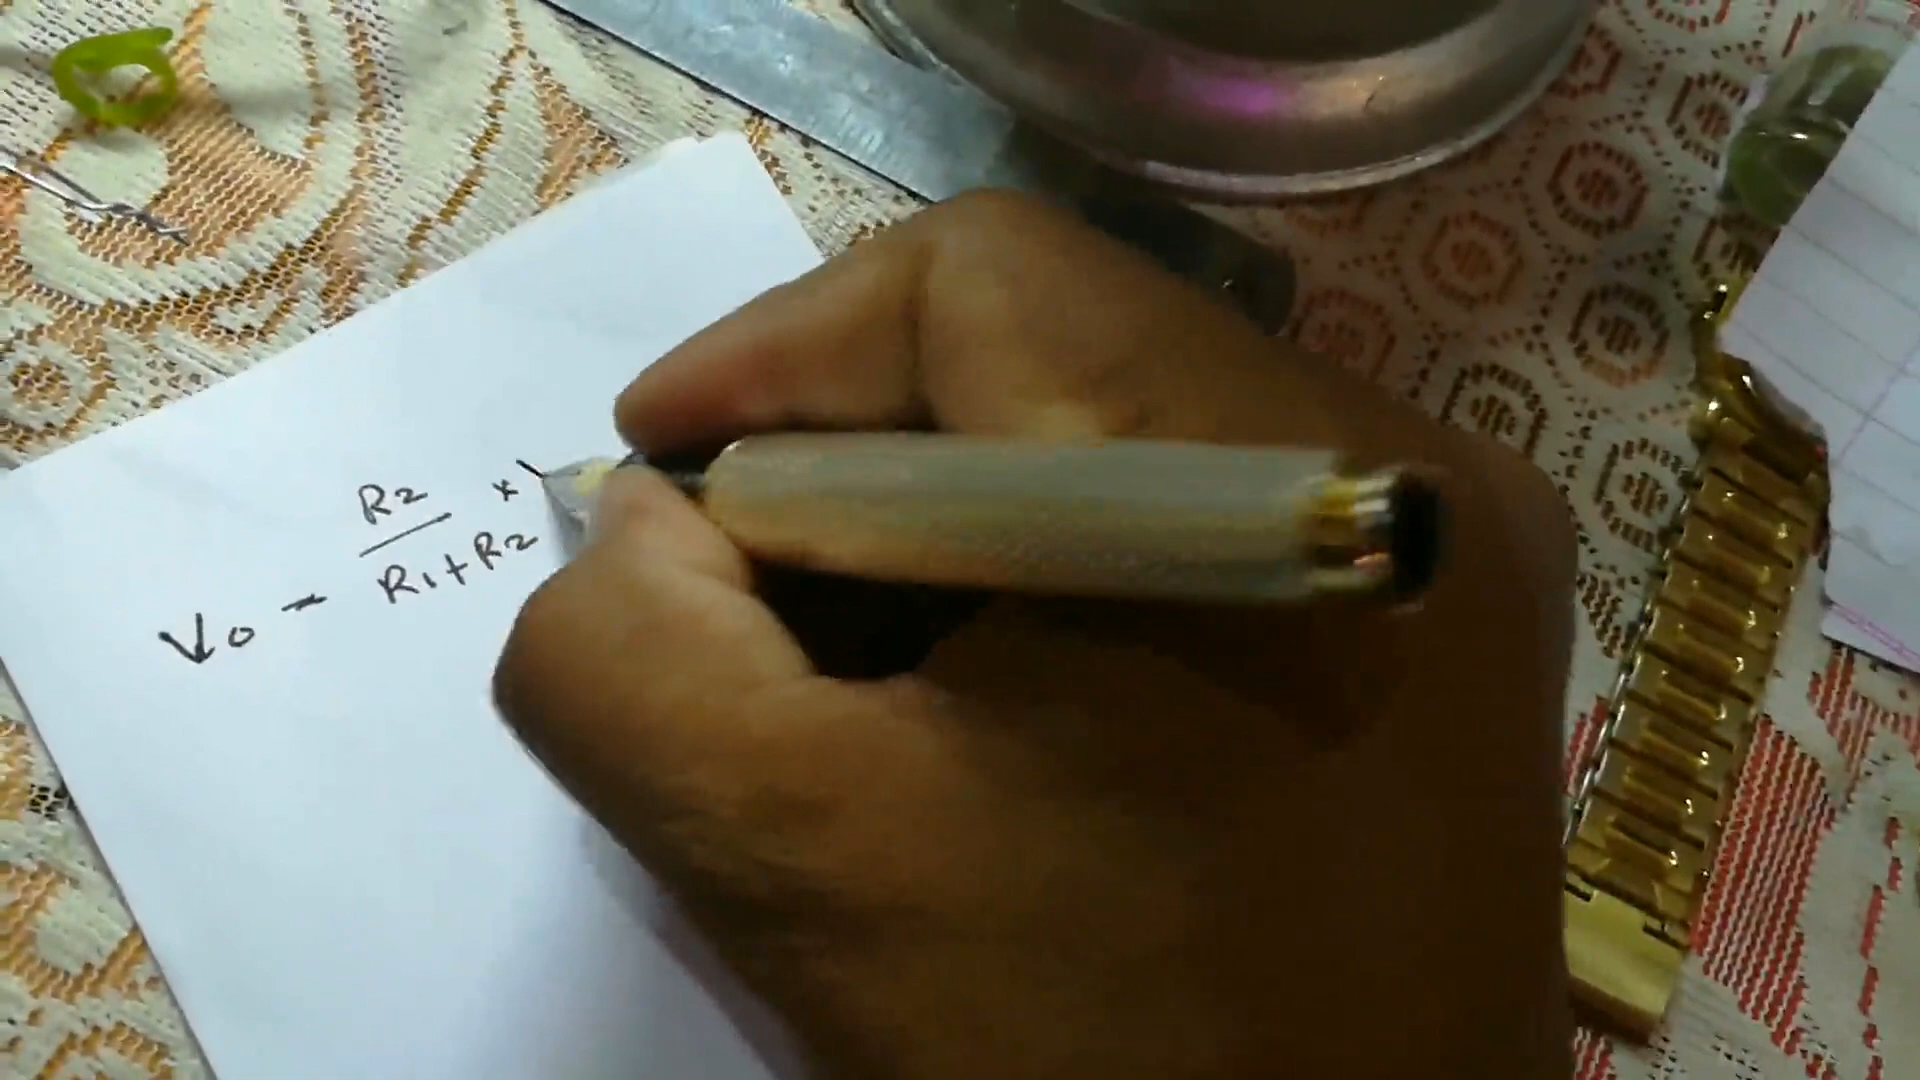 R2 ×
Vo = R1+R2